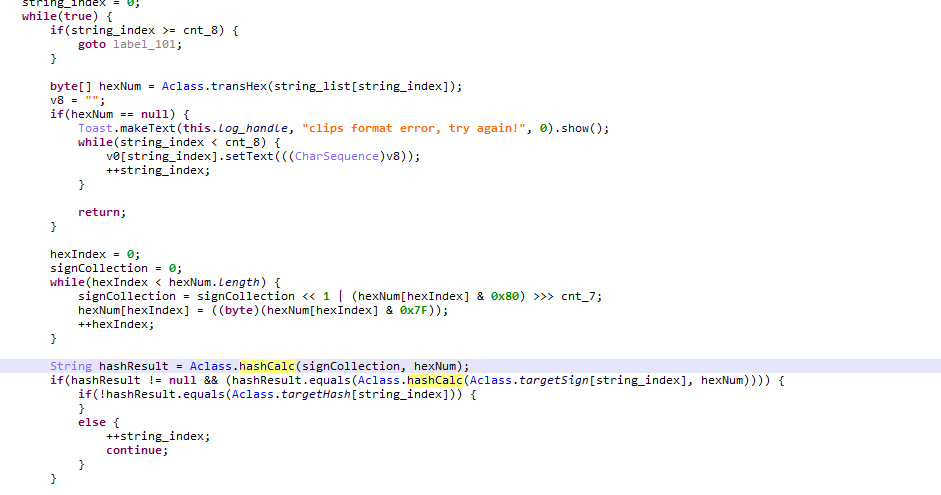 string_index = 0;
while(true) {
    if(string_index >= cnt_8) {
        goto label_101;
    }

    byte[] hexNum = Aclass.transHex(string_list[string_index]);
    v8 = "";
    if(hexNum == null) {
        Toast.makeText(this.log_handle, "clips format error, try again!", 0).show();
        while(string_index < cnt_8) {
            v0[string_index].setText(((CharSequence)v8));
            ++string_index;
        }

        return;
    }

    hexIndex = 0;
    signCollection = 0;
    while(hexIndex < hexNum.length) {
        signCollection = signCollection << 1 | (hexNum[hexIndex] & 0x80) >>> cnt_7;
        hexNum[hexIndex] = ((byte)(hexNum[hexIndex] & 0x7F));
        ++hexIndex;
    }

    String hashResult = Aclass.hashCalc(signCollection, hexNum);
    if(hashResult != null && (hashResult.equals(Aclass.hashCalc(Aclass.targetSign[string_index], hexNum)))) {
        if(!hashResult.equals(Aclass.targetHash[string_index])) {
        }
        else {
            ++string_index;
            continue;
        }
    }